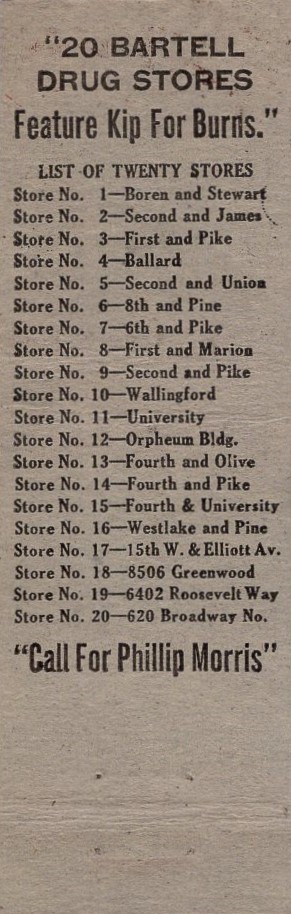 "20 BARTELL
DRUG STORES
Feature Kip For Burns."
LIST OF TWENTY STORES
Store No. 1—Boren and Stewart
Store No. 2—Second and James
Store No. 3—First and Pike
Store No. 4—Ballard
Store No. 5—Second and Union
Store No. 6—8th and Pine
Store No. 7—6th and Pike
Store No. 8—First and Marion
Store No. 9—Second and Pike
Store No. 10—Wallingford
Store No. 11—University
Store No. 12—Orpheum Bldg.
Store No. 13—Fourth and Olive
Store No. 14—Fourth and Pike
Store No. 15—Fourth & University
Store No. 16—Westlake and Pine
Store No. 17—15th W. & Elliott Av.
Store No. 18—8506 Greenwood
Store No. 19—6402 Roosevelt Way
Store No. 20—620 Broadway No.
"Call For Phillip Morris"